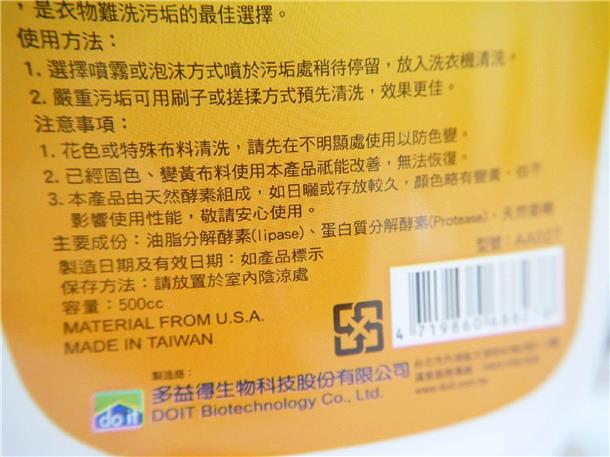 ，是衣物難洗污垢的最佳選擇。
使用方法：
1. 選擇噴霧或泡沫方式噴於污垢處稍待停留，放入洗衣機清洗。
2. 嚴重污垢可用刷子或搓揉方式預先清洗，效果更佳。
注意事項：
1. 花色或特殊布料清洗，請先在不明顯處使用以防色變。
2. 已經固色、變黃布料使用本產品祇能改善，無法恢復。
3. 本產品由天然酵素組成，如日曬或存放較久，顏色略有變黃，但不
影響使用性能，敬請安心使用。
主要成份：油脂分解酵素(lipase)、蛋白質分解酵素(Protease)、天然
製造日期及有效日期：如產品標示
型號：AA027
保存方法：請放置於室內陰涼處
容量：500cc
MATERIAL FROM U.S.A.
MADE IN TAIWAN
4 719860
製造商：
多益得生物科技股份有限公司
DOIT Biotechnology Co., Ltd.
do it